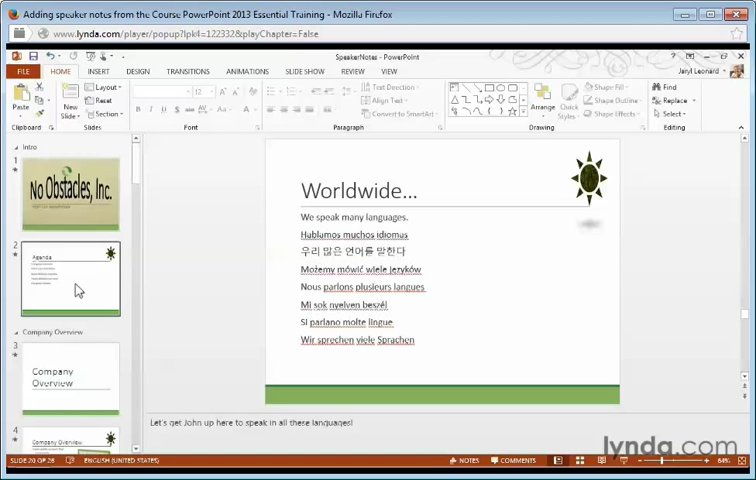 Adding speaker notes from the Course PowerPoint 2013 Essential Training - Mozilla Firefox
www.lynda.com/player/popup?lpk4=122332&playChapter=False
SpeakerNotes - PowerPoint
FILE HOME INSERT DESIGN TRANSITIONS ANIMATIONS SLIDE SHOW REVIEW VIEW Jaryl Leonard
Paste
New Slide
Layout
Reset
Section
Text Direction
Align Text
Convert to SmartArt
Arrange
Quick Styles
Shape Fill
Shape Outline
Shape Effects
Find
Replace
Select
Clipboard Slides Font Paragraph Drawing Editing
Intro
1
No Obstacles, Inc.
2
Agenda
Company Overview
3
Company
Overview
4
Company Overview
Worldwide...
We speak many languages.
Hablamos muchos idiomas
우리 많은 언어를 말한다
Możemy mówić wiele języków
Nous parlons plusieurs langues
Mi sok nyelven beszél
Si parlano molte lingue
Wir sprechen viele Sprachen
Let's get John up here to speak in all these languages!
lynda.com
SLIDE 20 OF 26 ENGLISH (UNITED STATES) NOTES COMMENTS 64%